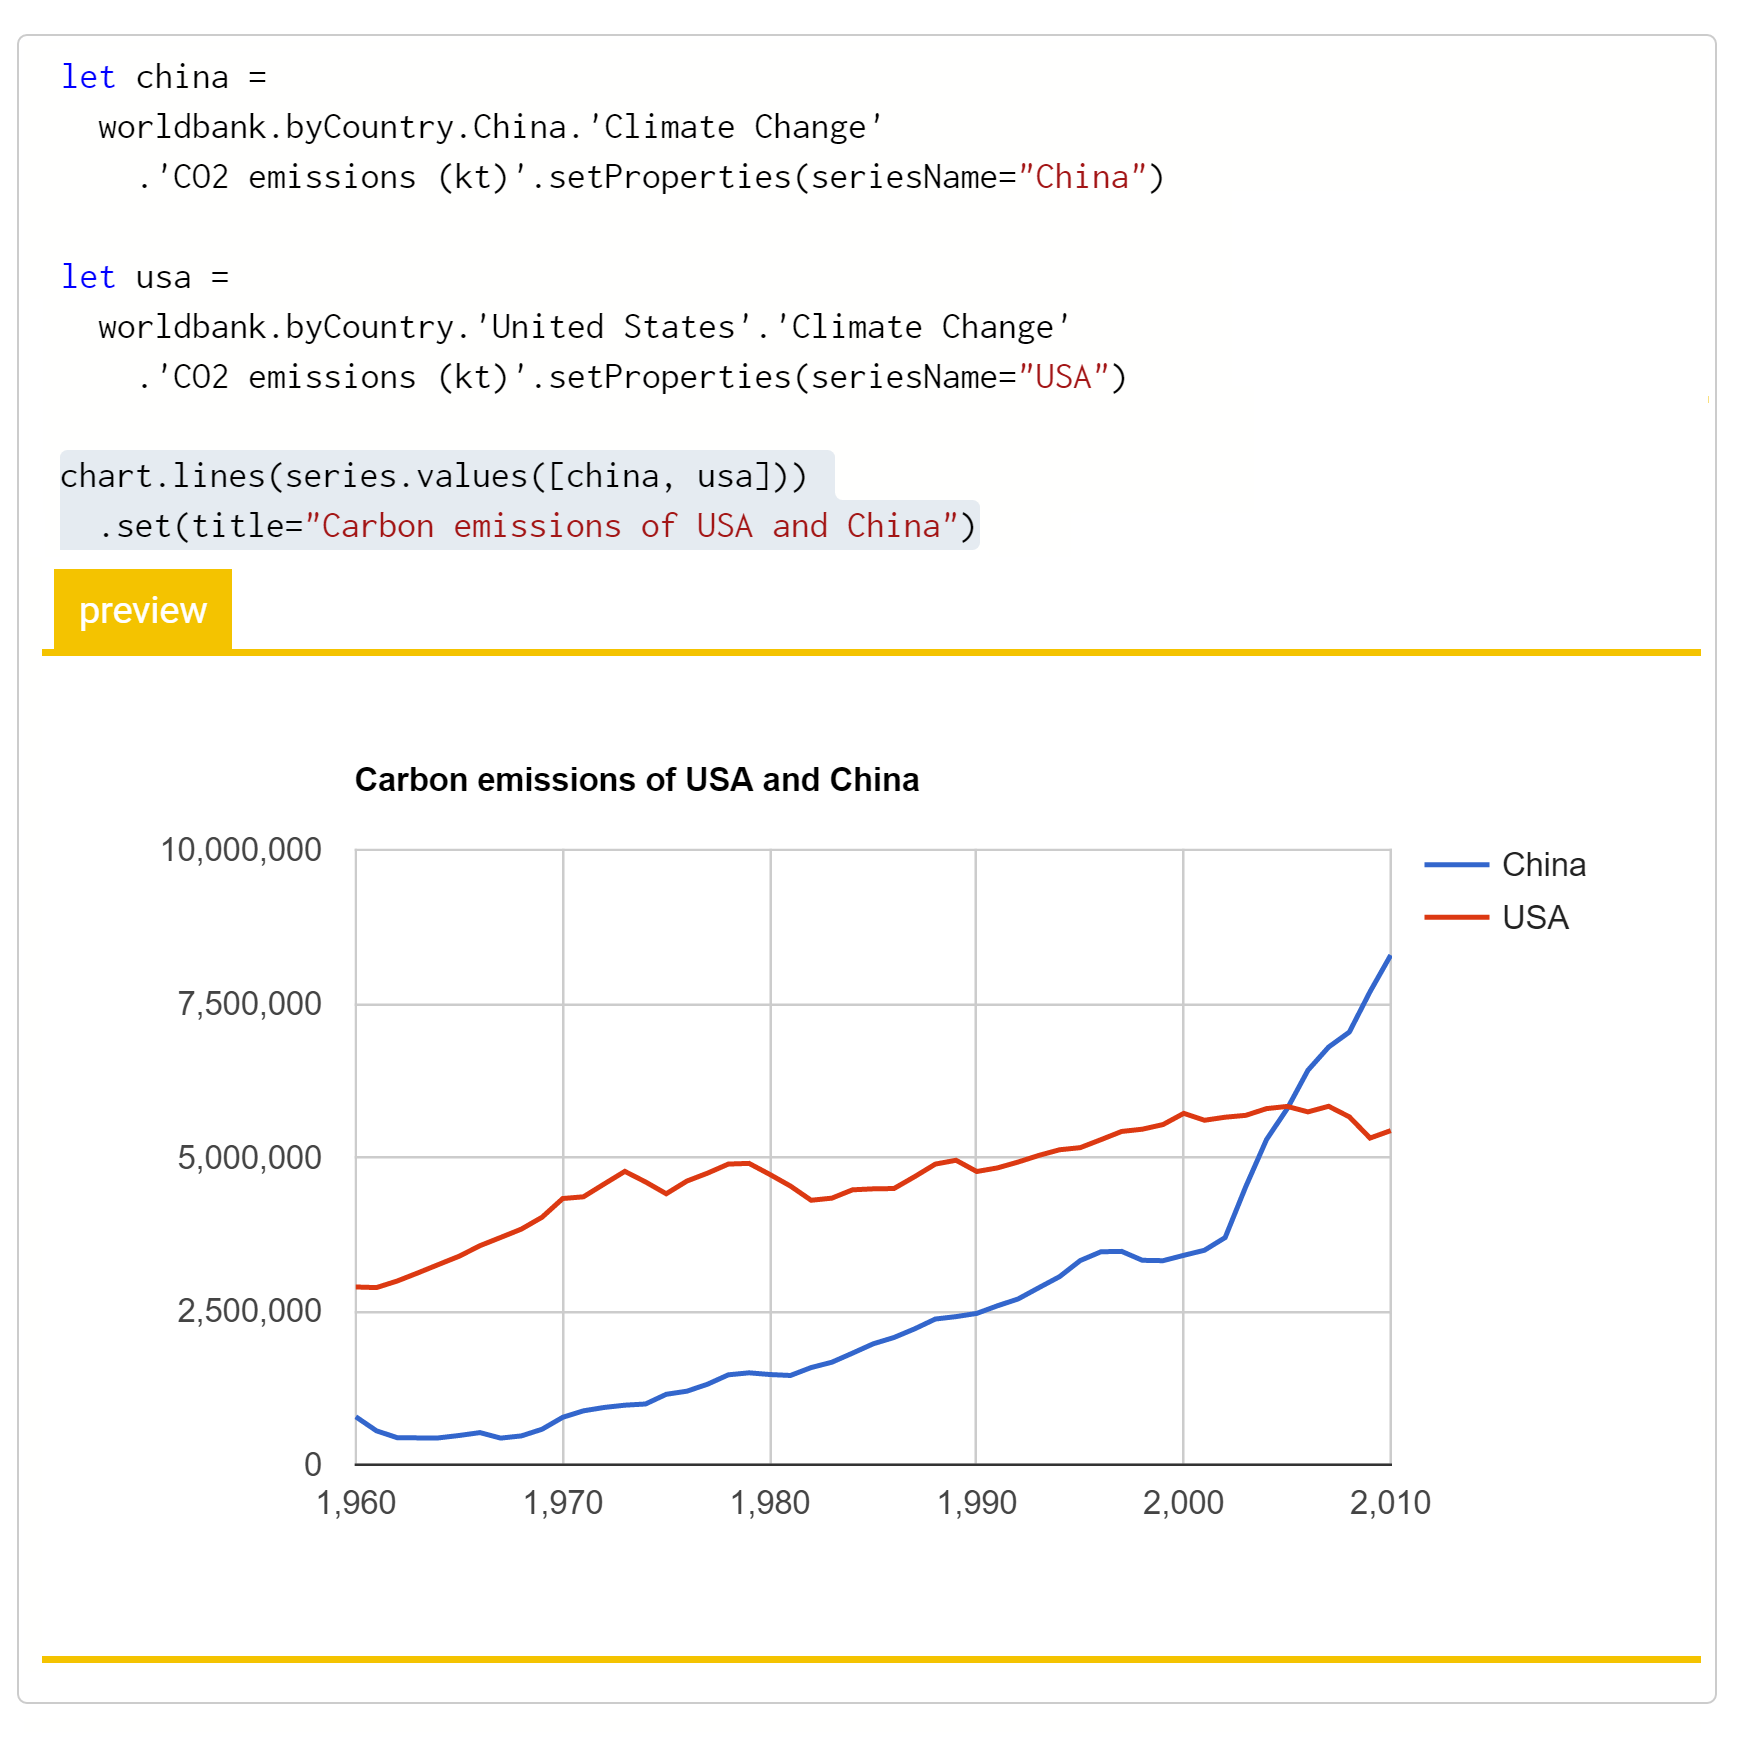 let china =
  worldbank.byCountry.China.'Climate Change'
    .'CO2 emissions (kt)'.setProperties(seriesName="China")
let usa =
  worldbank.byCountry.'United States'.'Climate Change'
    .'CO2 emissions (kt)'.setProperties(seriesName="USA")
chart.lines(series.values([china, usa]))
  .set(title="Carbon emissions of USA and China")
preview
Carbon emissions of USA and China
10,000,000
7,500,000
5,000,000
2,500,000
0
1,960 1,970 1,980 1,990 2,000 2,010
China
USA